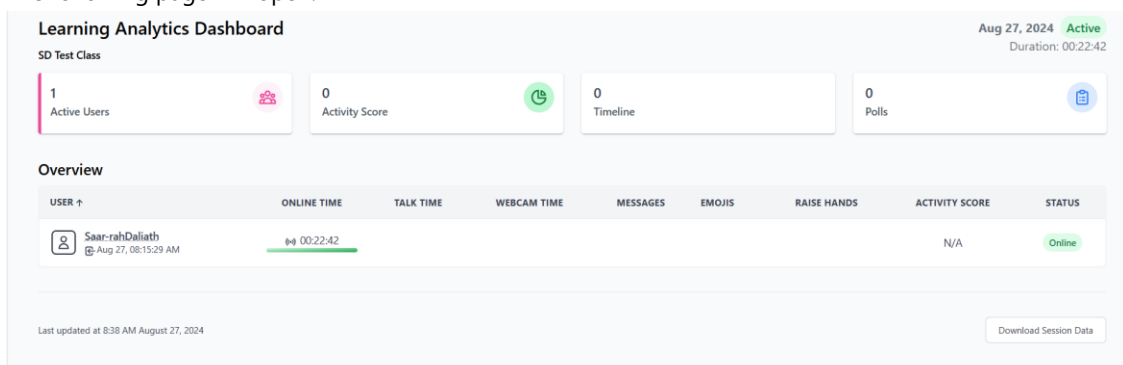 Learning Analytics Dashboard
Aug 27, 2024 Active
SD Test Class
Duration: 00:22:42
1
Active Users
0
Activity Score
0
Timeline
0
Polls
Overview
USER ↑ ONLINE TIME TALK TIME WEBCAM TIME MESSAGES EMOJIS RAISE HANDS ACTIVITY SCORE STATUS
Saar-rahDaliath
Aug 27, 08:15:29 AM
00:22:42
N/A
Online
Last updated at 8:38 AM August 27, 2024
Download Session Data